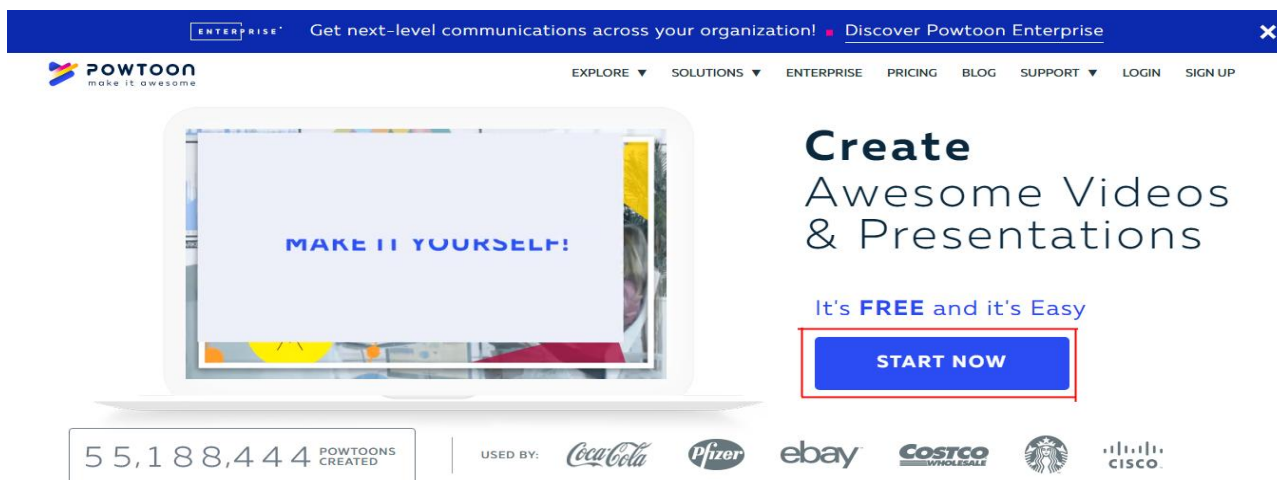 ENTERPRISE Get next-level communications across your organization! Discover Powtoon Enterprise
POWTOON
make it awesome
EXPLORE SOLUTIONS ENTERPRISE PRICING BLOG SUPPORT LOGIN SIGN UP
MAKE IT YOURSELF!
Create
Awesome Videos
& Presentations
It's FREE and it's Easy
START NOW
55,188,444 POWTOONS
CREATED
USED BY: Coca-Cola Pfizer ebay COSTCO
WHOLESALE
CISCO